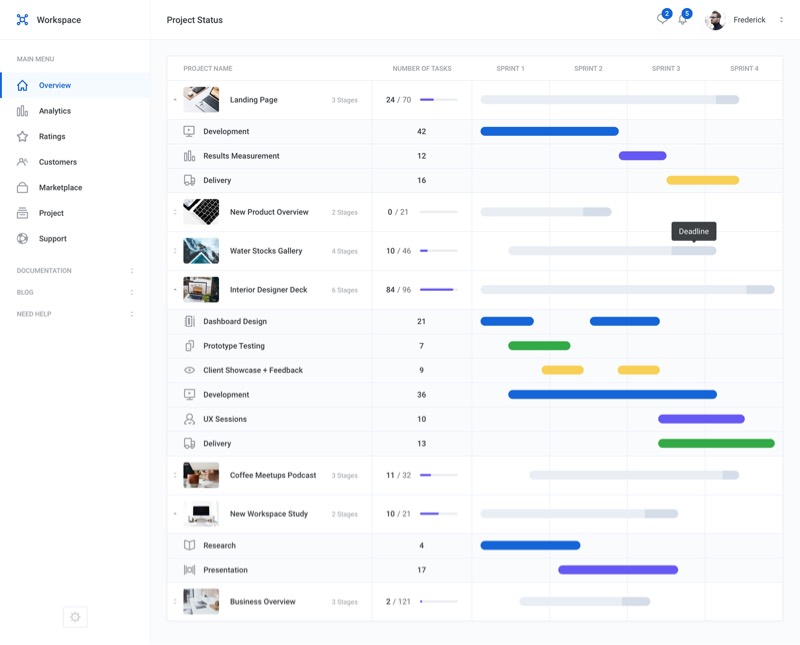 Workspace
Project Status
2
5
Frederick
MAIN MENU
Overview
Analytics
Ratings
Customers
Marketplace
Project
Support
DOCUMENTATION
BLOG
NEED HELP
PROJECT NAME NUMBER OF TASKS SPRINT 1 SPRINT 2 SPRINT 3 SPRINT 4
Landing Page 3 Stages 24 / 70
Development 42
Results Measurement 12
Delivery 16
New Product Overview 2 Stages 0 / 21
Deadline
Water Stocks Gallery 4 Stages 10 / 46
Interior Designer Deck 6 Stages 84 / 96
Dashboard Design 21
Prototype Testing 7
Client Showcase + Feedback 9
Development 36
UX Sessions 10
Delivery 13
Coffee Meetups Podcast 3 Stages 11 / 32
New Workspace Study 2 Stages 10 / 21
Research 4
Presentation 17
Business Overview 3 Stages 2 / 121